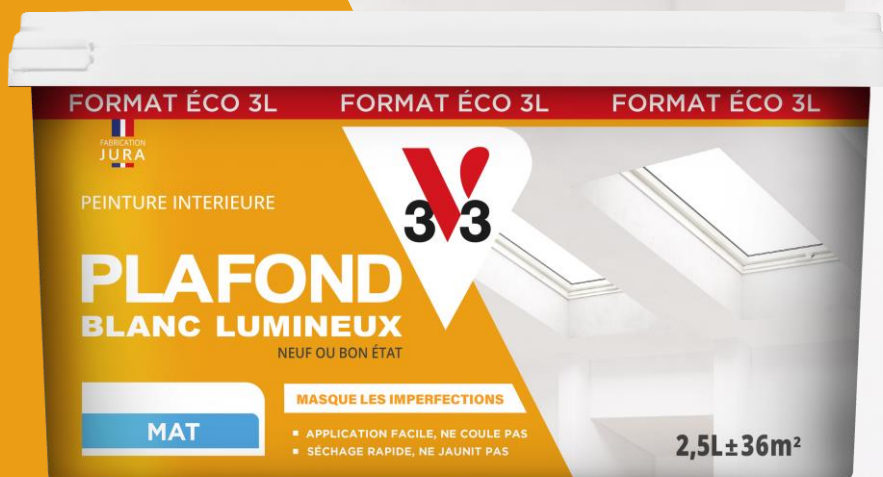 FORMAT ÉCO 3L FORMAT ÉCO 3L FORMAT ÉCO 3L
FABRICATION
JURA
PEINTURE INTERIEURE
3V3
PLAFOND
BLANC LUMINEUX
NEUF OU BON ÉTAT
MASQUE LES IMPERFECTIONS
MAT
▪ APPLICATION FACILE, NE COULE PAS
▪ SÉCHAGE RAPIDE, NE JAUNIT PAS
2,5L±36m²